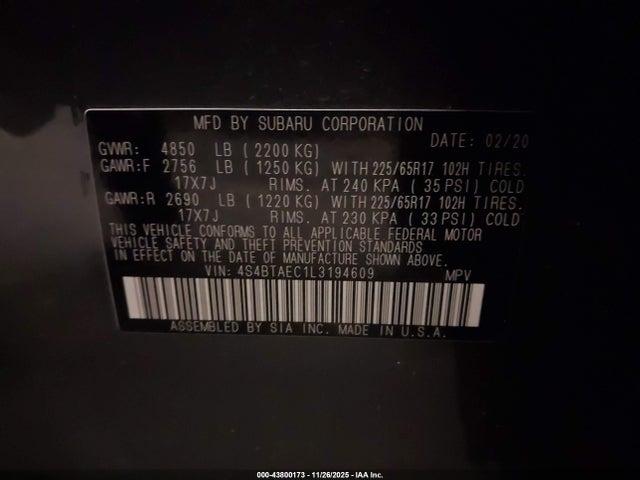 MFD BY SUBARU CORPORATION
DATE: 02/20
GVWR: 4850 LB (2200 KG)
GAWR:F 2756 LB (1250 KG) WITH 225/65R17 102H TIRES.
17X7J RIMS. AT 240 KPA (35 PSI) COLD
GAWR:R 2690 LB (1220 KG) WITH 225/65R17 102H TIRES.
17X7J RIMS. AT 230 KPA (33 PSI) COLD
THIS VEHICLE CONFORMS TO ALL APPLICABLE FEDERAL MOTOR
VEHICLE SAFETY AND THEFT PREVENTION STANDARDS
IN EFFECT ON THE DATE OF MANUFACTURE SHOWN ABOVE.
VIN: 4S4BTAEC1L3194609 MPV
ASSEMBLED BY SIA INC. MADE IN U.S.A.
000-43800173 - 11/26/2025 - IAA Inc.